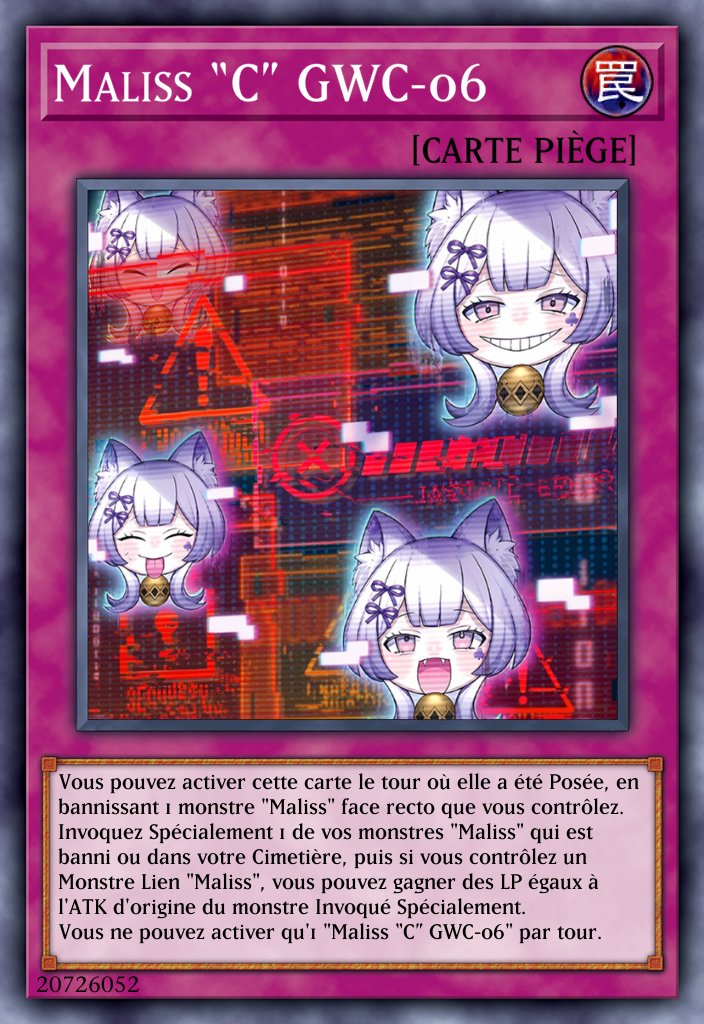 Maliss "C" GWC-06
罠
[CARTE PIÈGE]
Vous pouvez activer cette carte le tour où elle a été Posée, en
bannissant 1 monstre "Maliss" face recto que vous contrôlez.
Invoquez Spécialement 1 de vos monstres "Maliss" qui est
banni ou dans votre Cimetière, puis si vous contrôlez un
Monstre Lien "Maliss", vous pouvez gagner des LP égaux à
l'ATK d'origine du monstre Invoqué Spécialement.
Vous ne pouvez activer qu'1 "Maliss "C" GWC-06" par tour.
20726052